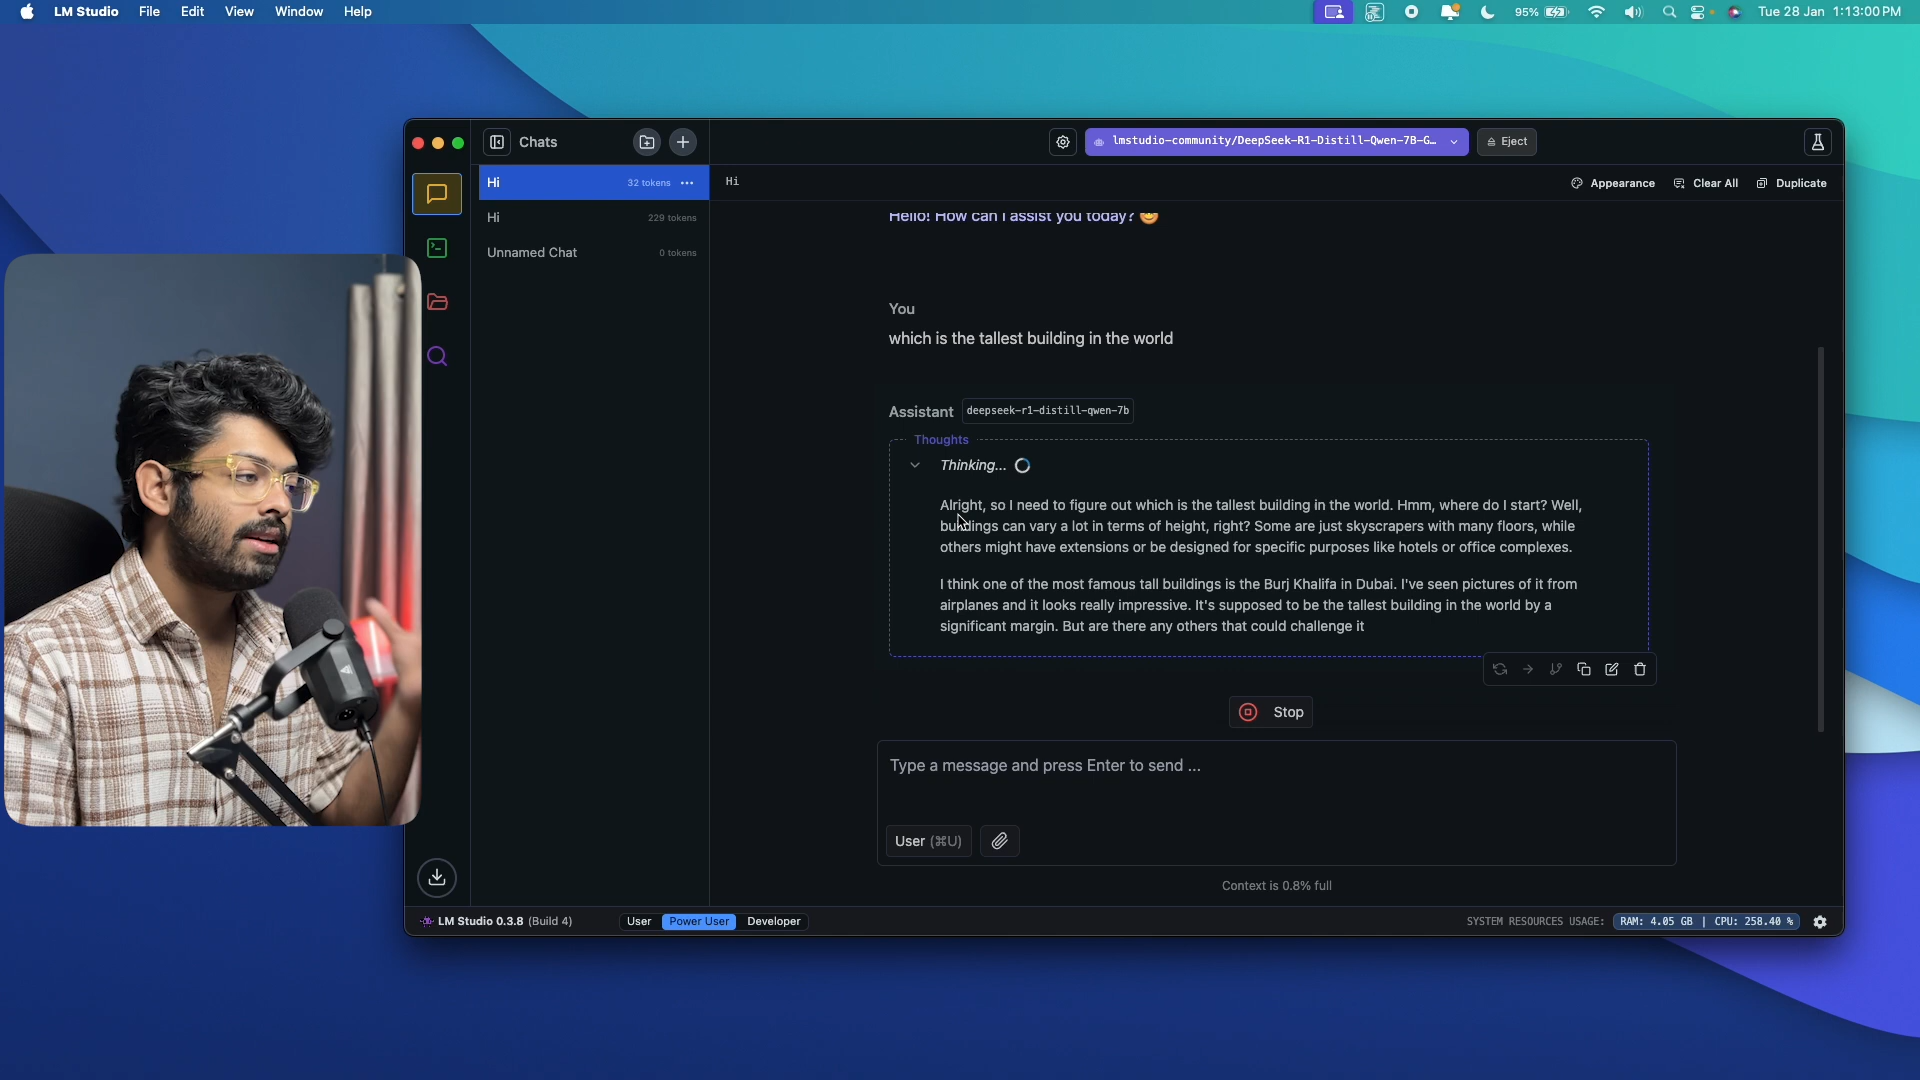 LM Studio File Edit View Window Help
95% Tue 28 Jan 1:13:00 PM
Chats
lmstudio-community/DeepSeek-R1-Distill-Qwen-7B-G… Eject
Hi 32 tokens
Hi
Appearance Clear All Duplicate
Hi 229 tokens
Unnamed Chat 0 tokens
Hello! How can I assist you today? 😊
You
which is the tallest building in the world
Assistant deepseek-r1-distill-qwen-7b
Thoughts
Thinking...
Alright, so I need to figure out which is the tallest building in the world. Hmm, where do I start? Well,
buildings can vary a lot in terms of height, right? Some are just skyscrapers with many floors, while
others might have extensions or be designed for specific purposes like hotels or office complexes.
I think one of the most famous tall buildings is the Burj Khalifa in Dubai. I've seen pictures of it from
airplanes and it looks really impressive. It's supposed to be the tallest building in the world by a
significant margin. But are there any others that could challenge it
Stop
Type a message and press Enter to send ...
User (⌘U)
Context is 0.8% full
LM Studio 0.3.8 (Build 4) User Power User Developer
SYSTEM RESOURCES USAGE: RAM: 4.05 GB | CPU: 258.40 %